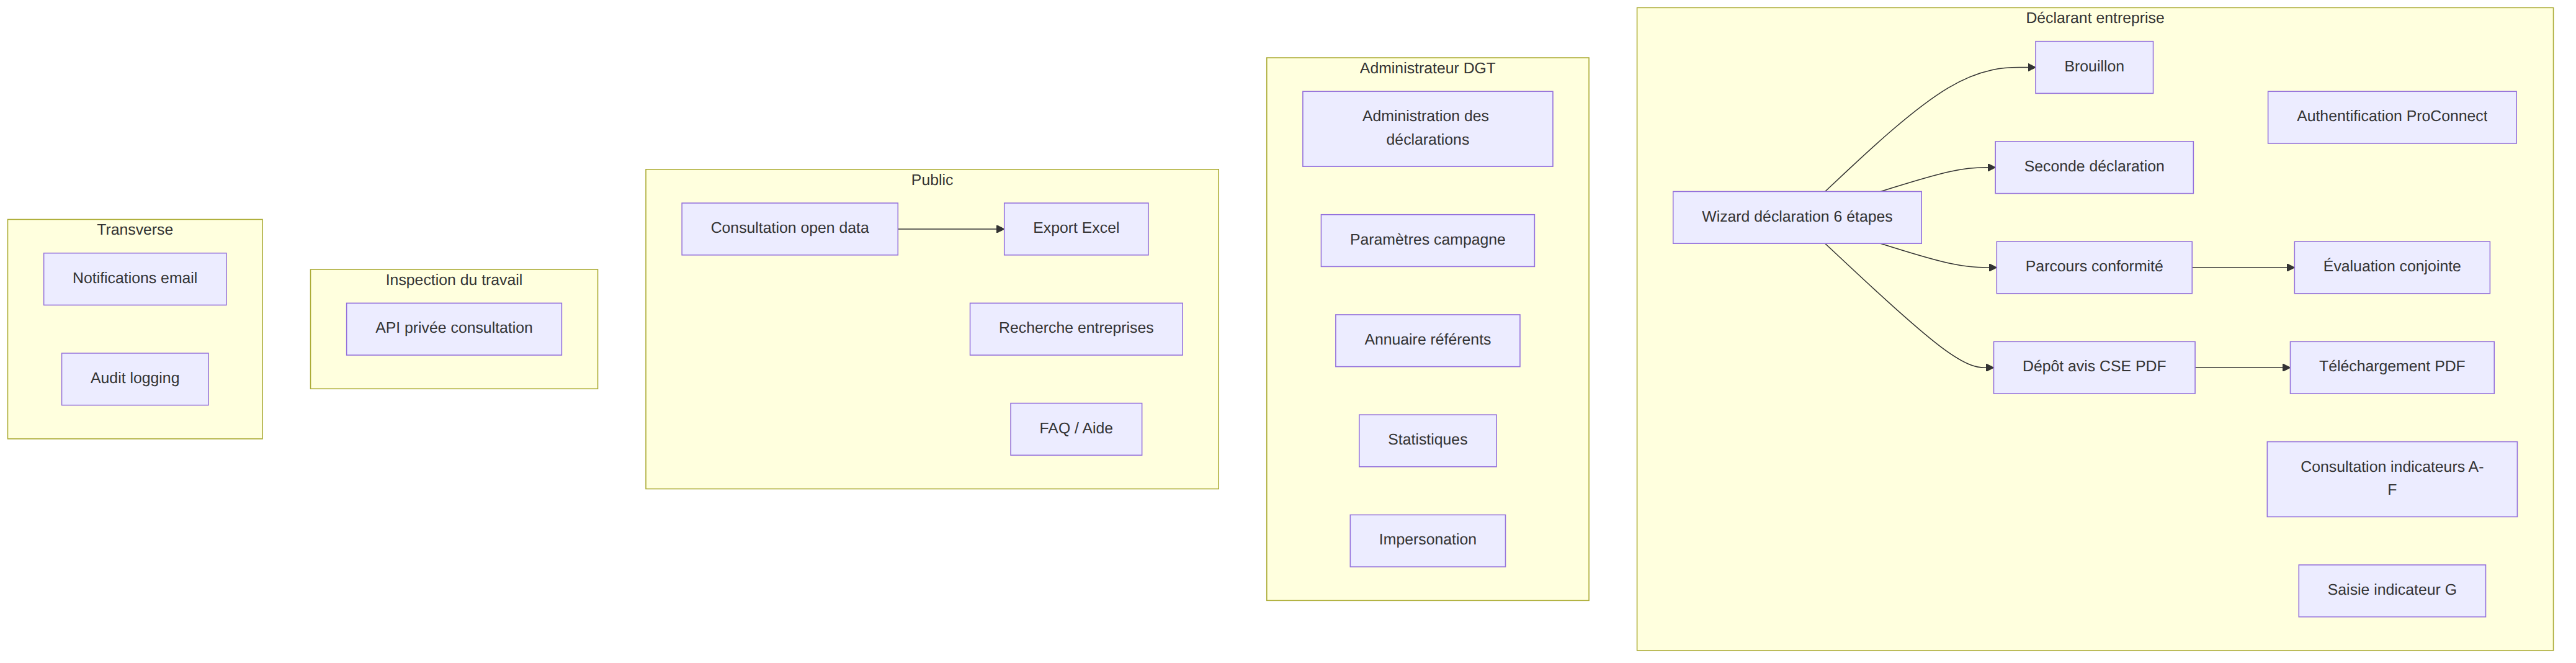 Transverse
Notifications email
Audit logging
Inspection du travail
API privée consultation
Public
Consultation open data
Export Excel
Recherche entreprises
FAQ / Aide
Administrateur DGT
Administration des
déclarations
Paramètres campagne
Annuaire référents
Statistiques
Impersonation
Déclarant entreprise
Brouillon
Authentification ProConnect
Seconde déclaration
Wizard déclaration 6 étapes
Parcours conformité
Évaluation conjointe
Dépôt avis CSE PDF
Téléchargement PDF
Consultation indicateurs A-
F
Saisie indicateur G